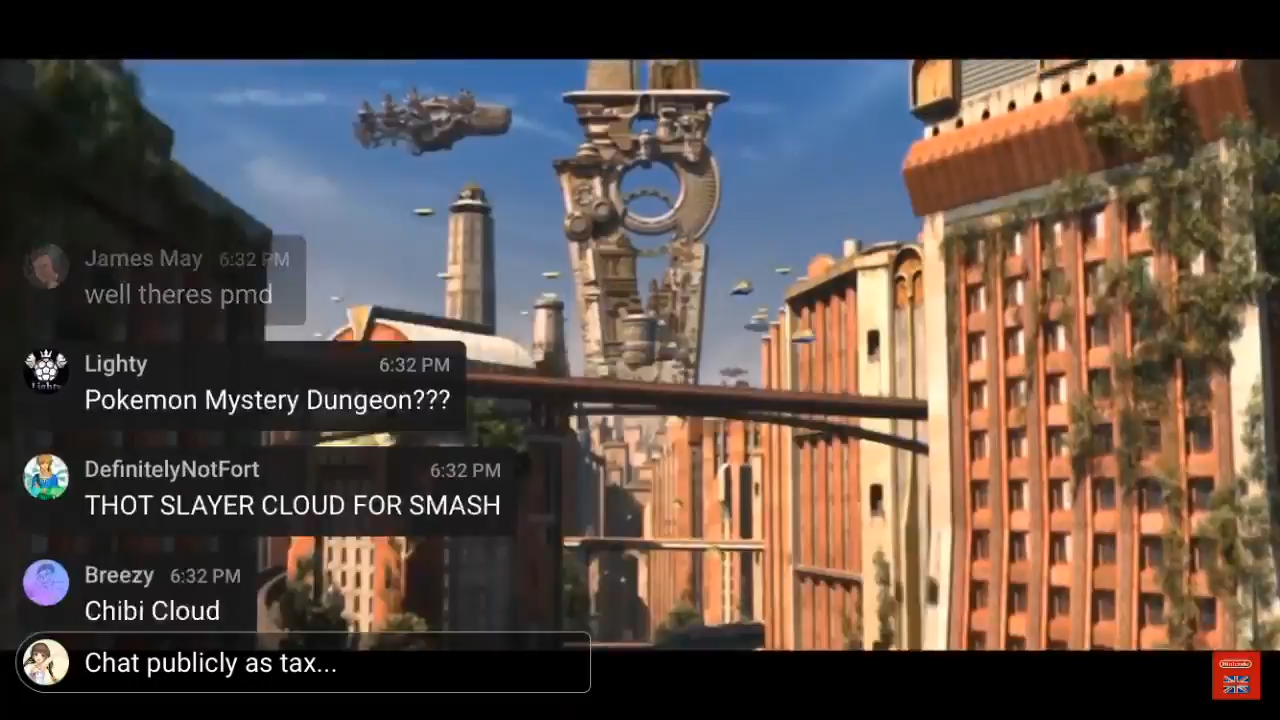 James May 6:32 PM
well theres pmd
Lighty 6:32 PM
Pokemon Mystery Dungeon???
DefinitelyNotFort 6:32 PM
THOT SLAYER CLOUD FOR SMASH
Breezy 6:32 PM
Chibi Cloud
Chat publicly as tax...
Nintendo